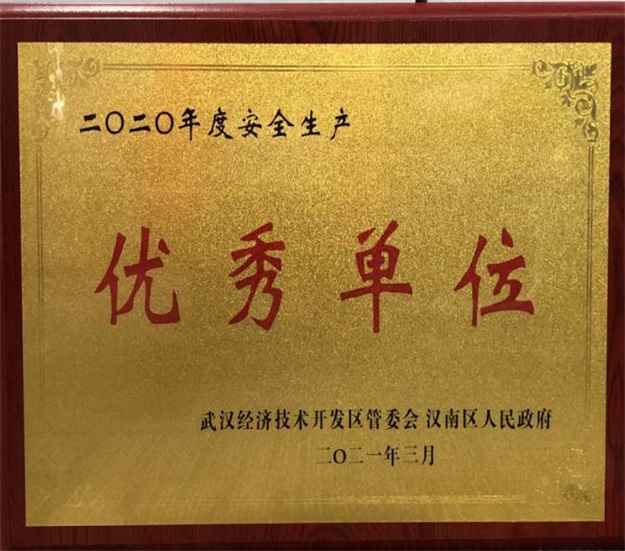 二〇二〇年度安全生产
优秀单位
武汉经济技术开发区管委会 汉南区人民政府
二〇二一年三月